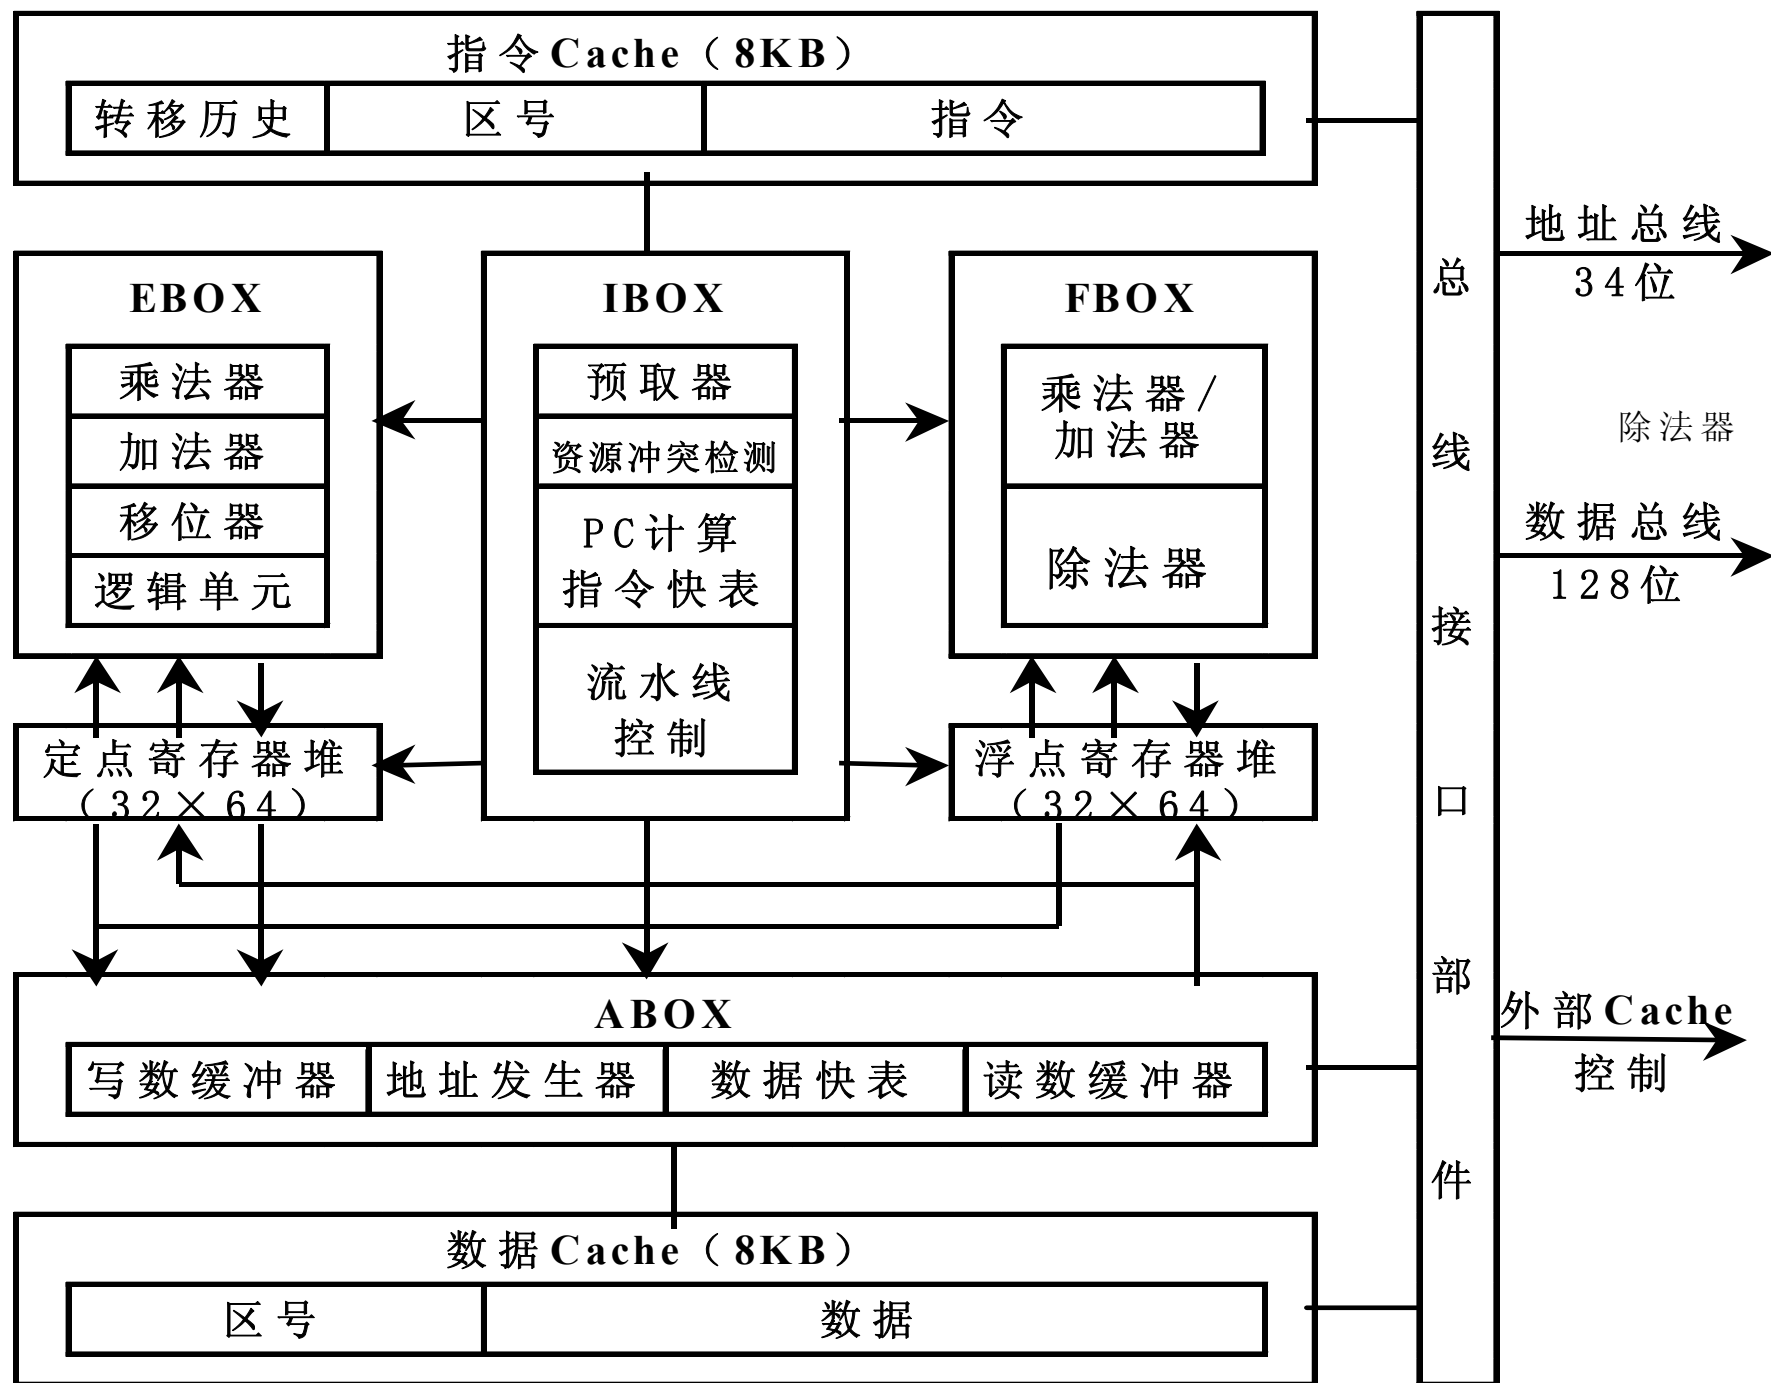 指令Cache（8KB）
转移历史
区号
指令
EBOX
乘法器
加法器
移位器
逻辑单元
IBOX
预取器
资源冲突检测
PC计算
指令快表
流水线
控制
FBOX
乘法器/
加法器
除法器
定点寄存器堆
（32×64）
浮点寄存器堆
（32×64）
ABOX
写数缓冲器
地址发生器
数据快表
读数缓冲器
数据Cache（8KB）
区号
数据
总
线
接
口
部
件
地址总线
34位
除法器
数据总线
128位
外部Cache
控制